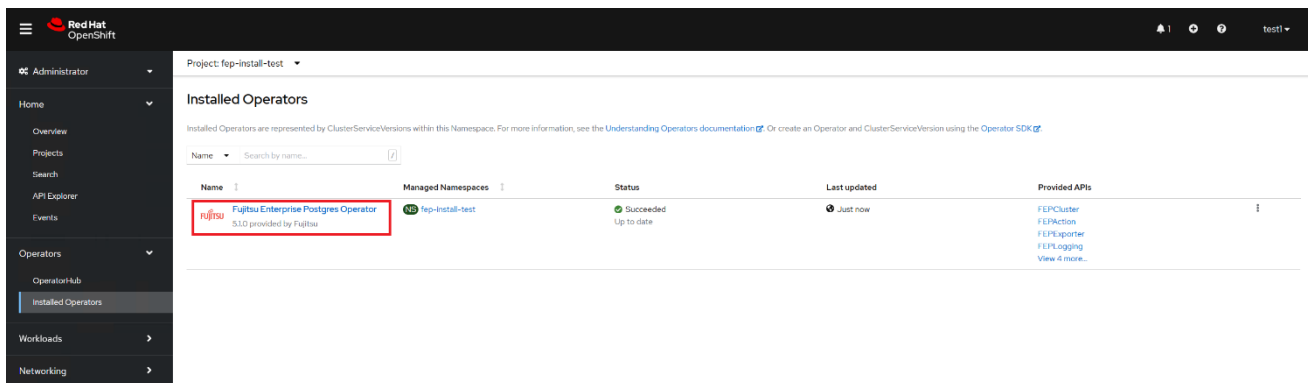 Red Hat
OpenShift
1
test1
Administrator
Project: fep-install-test
Home
Installed Operators
Overview
Installed Operators are represented by ClusterServiceVersions within this Namespace. For more information, see the Understanding Operators documentation. Or create an Operator and ClusterServiceVersion using the Operator SDK.
Projects
Name Search by name... /
Search
API Explorer
Events
Name Managed Namespaces Status Last updated Provided APIs
FUJITSU Fujitsu Enterprise Postgres Operator NS fep-install-test Succeeded Just now FEPCluster
5.1.0 provided by Fujitsu Up to date FEPAction
FEPExporter
FEPLogging
View 4 more...
Operators
OperatorHub
Installed Operators
Workloads
Networking